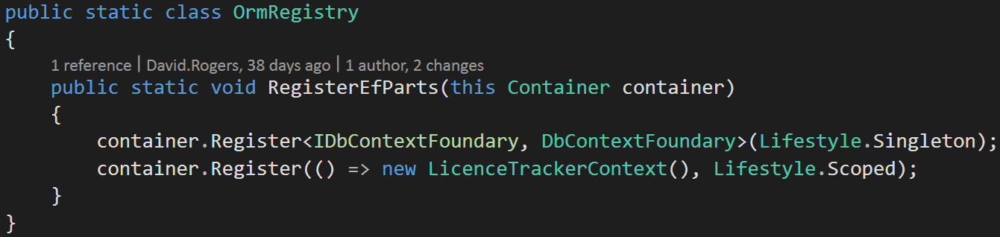 public static class OrmRegistry
{
1 reference | David.Rogers, 38 days ago | 1 author, 2 changes
public static void RegisterEfParts(this Container container)
{
container.Register<IDbContextFoundary, DbContextFoundary>(Lifestyle.Singleton);
container.Register(() => new LicenceTrackerContext(), Lifestyle.Scoped);
}
}